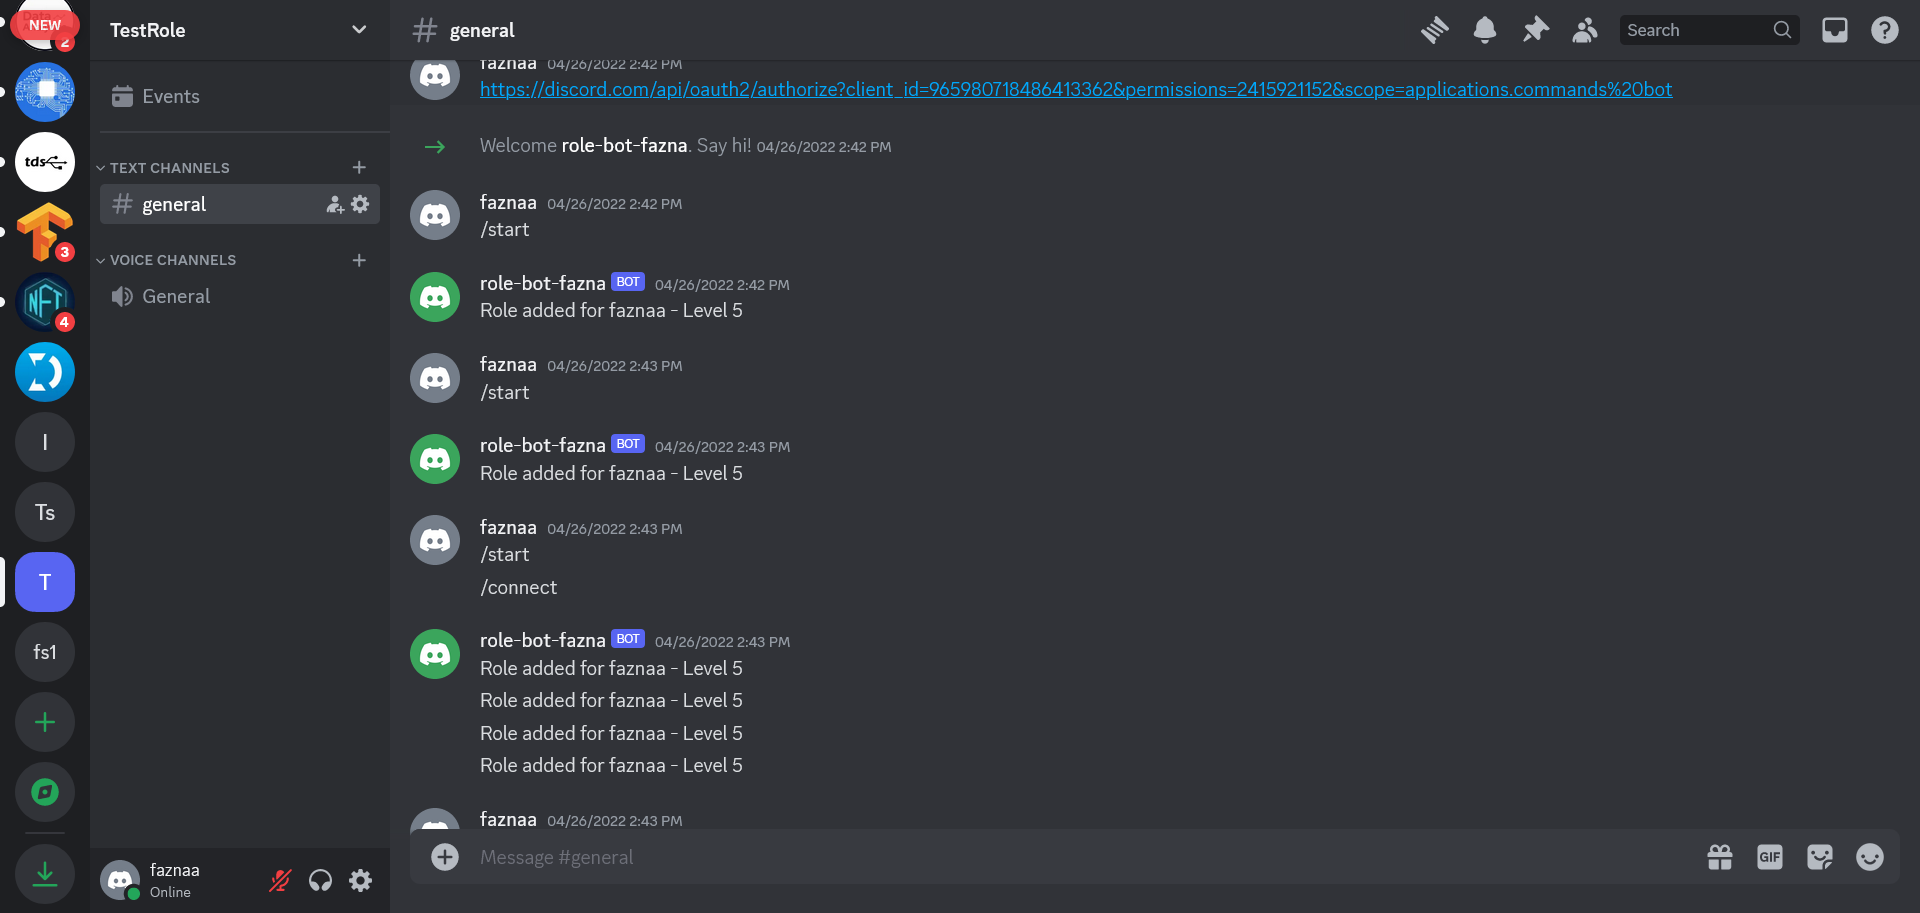 NEW
2
tds
3
NFT
4
I
Ts
T
fs1
TestRole
Events
TEXT CHANNELS
general
VOICE CHANNELS
General
faznaa
Online
# general
Search
faznaa 04/26/2022 2:42 PM
https://discord.com/api/oauth2/authorize?client_id=965980718486413362&permissions=2415921152&scope=applications.commands%20bot
Welcome role-bot-fazna. Say hi! 04/26/2022 2:42 PM
faznaa 04/26/2022 2:42 PM
/start
role-bot-fazna BOT 04/26/2022 2:42 PM
Role added for faznaa - Level 5
faznaa 04/26/2022 2:43 PM
/start
role-bot-fazna BOT 04/26/2022 2:43 PM
Role added for faznaa - Level 5
faznaa 04/26/2022 2:43 PM
/start
/connect
role-bot-fazna BOT 04/26/2022 2:43 PM
Role added for faznaa - Level 5
Role added for faznaa - Level 5
Role added for faznaa - Level 5
Role added for faznaa - Level 5
faznaa 04/26/2022 2:43 PM
Message #general
GIF